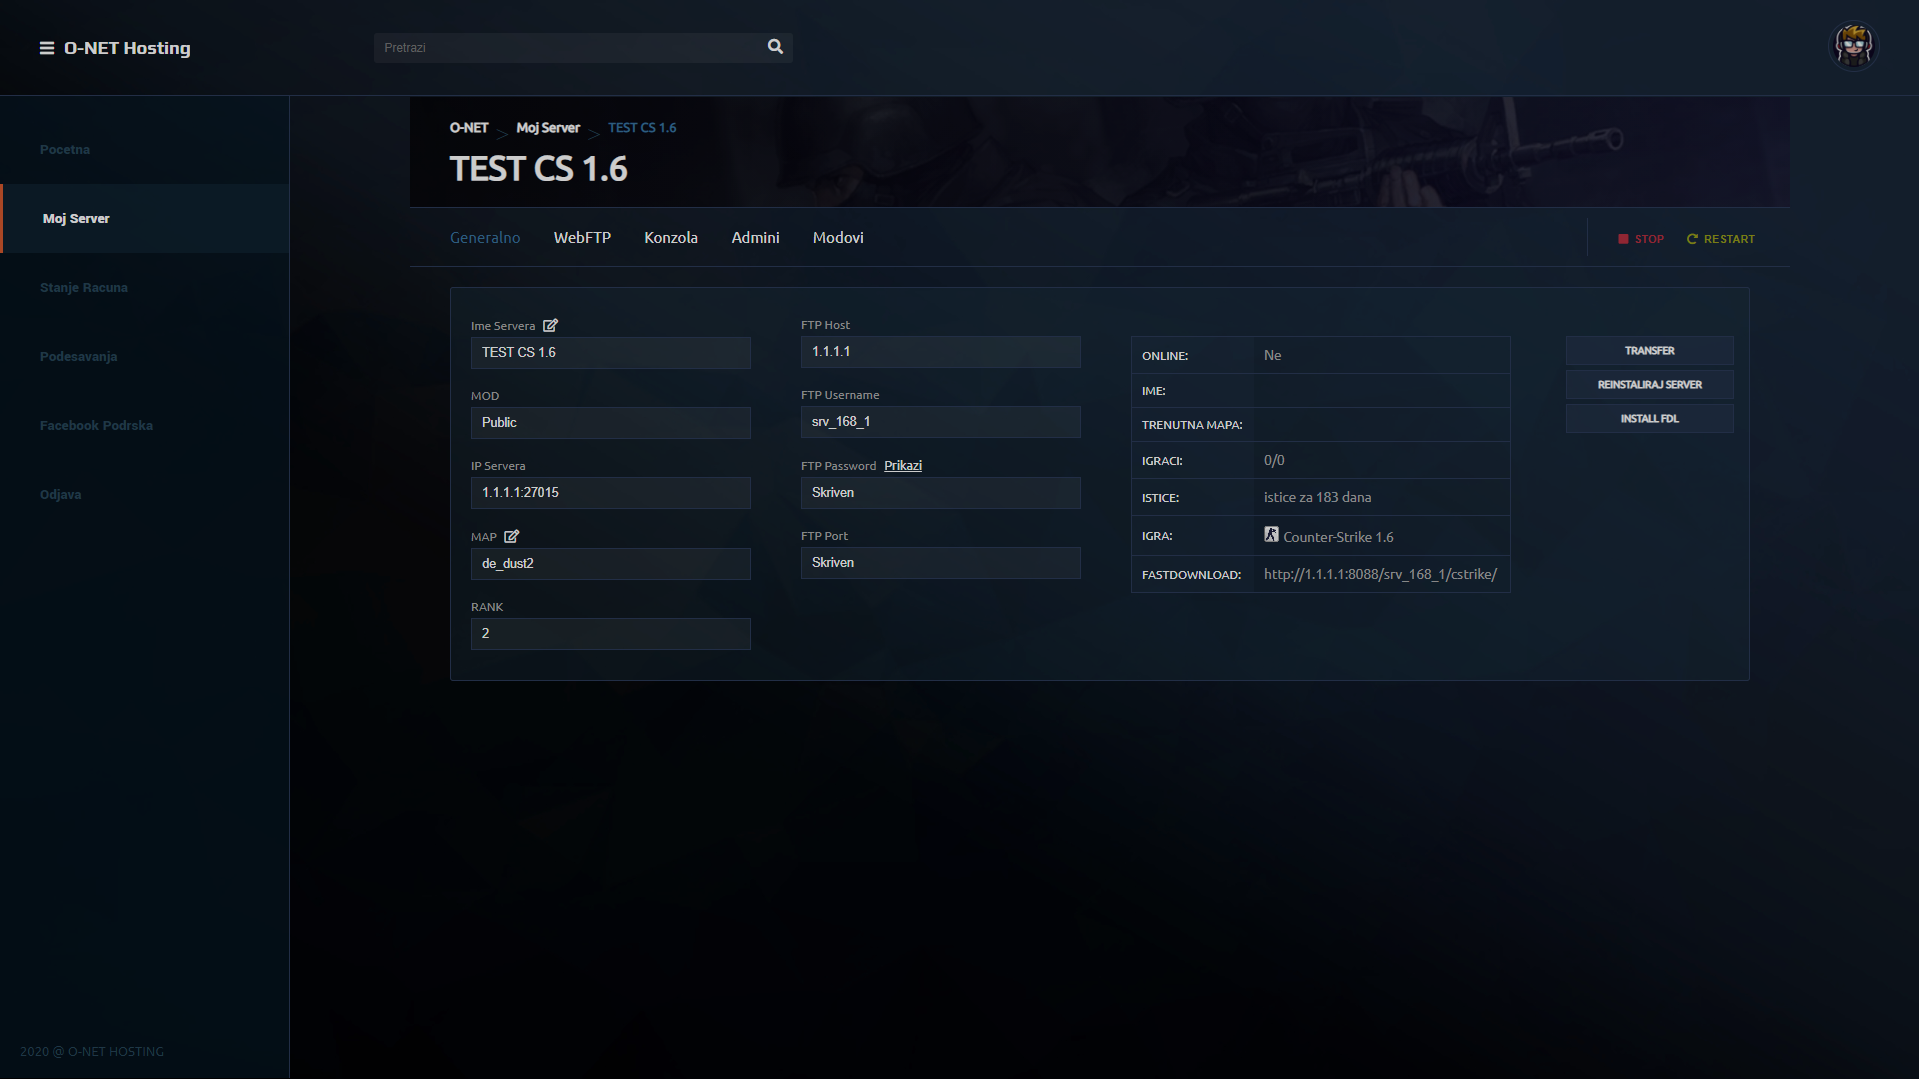 O-NET Hosting
Pretrazi
Pocetna
Moj Server
Stanje Racuna
Podesavanja
Facebook Podrska
Odjava
2020 @ O-NET HOSTING
O-NET > Moj Server > TEST CS 1.6
TEST CS 1.6
Generalno WebFTP Konzola Admini Modovi
STOP RESTART
Ime Servera
TEST CS 1.6
MOD
Public
IP Servera
1.1.1.1:27015
MAP
de_dust2
RANK
2
FTP Host
1.1.1.1
FTP Username
srv_168_1
FTP Password Prikazi
Skriven
FTP Port
Skriven
ONLINE: Ne
IME:
TRENUTNA MAPA:
IGRACI: 0/0
ISTICE: istice za 183 dana
IGRA: Counter-Strike 1.6
FASTDOWNLOAD: http://1.1.1.1:8088/srv_168_1/cstrike/
TRANSFER
REINSTALIRAJ SERVER
INSTALL FDL